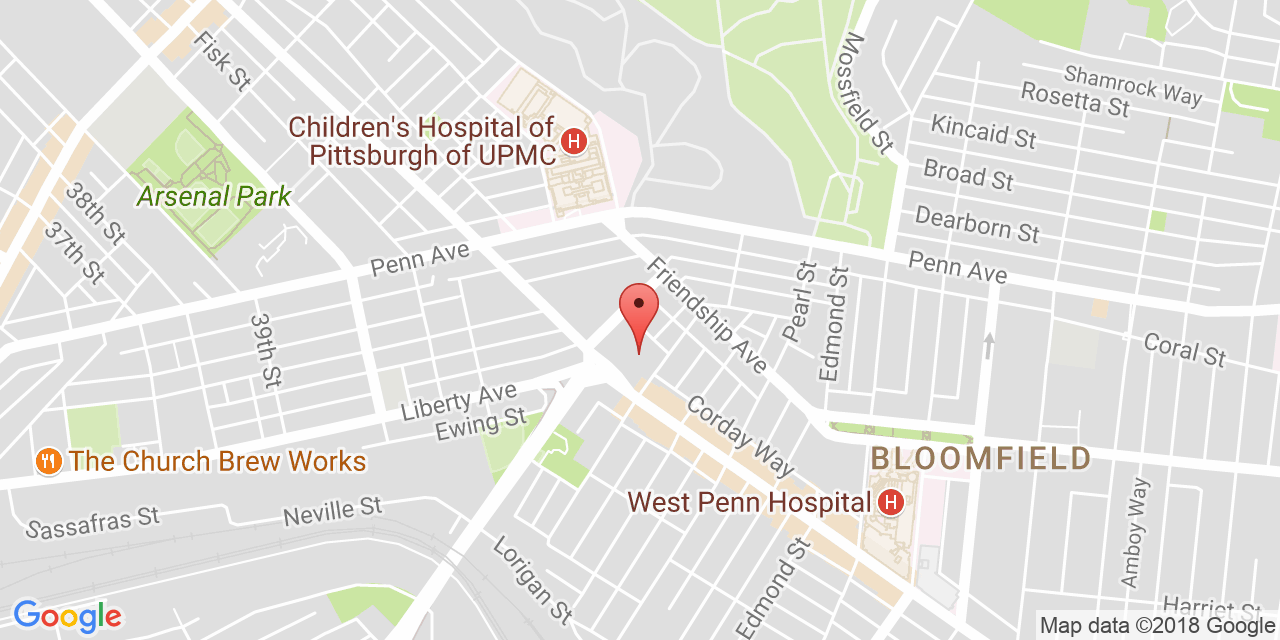 Fisk St
Mossfield St
Shamrock Way
Rosetta St
Kincaid St
Children's Hospital of
Pittsburgh of UPMC
H
Broad St
Arsenal Park
38th St
37th St
Dearborn St
Penn Ave
Penn Ave
Friendship Ave
Pearl St
Edmond St
39th St
Coral St
Liberty Ave
Ewing St
Corday Way
The Church Brew Works
BLOOMFIELD
West Penn Hospital
H
Sassafras St
Neville St
Lorigan St
Edmond St
Amboy Way
Harriet St
Google
Map data ©2018 Google